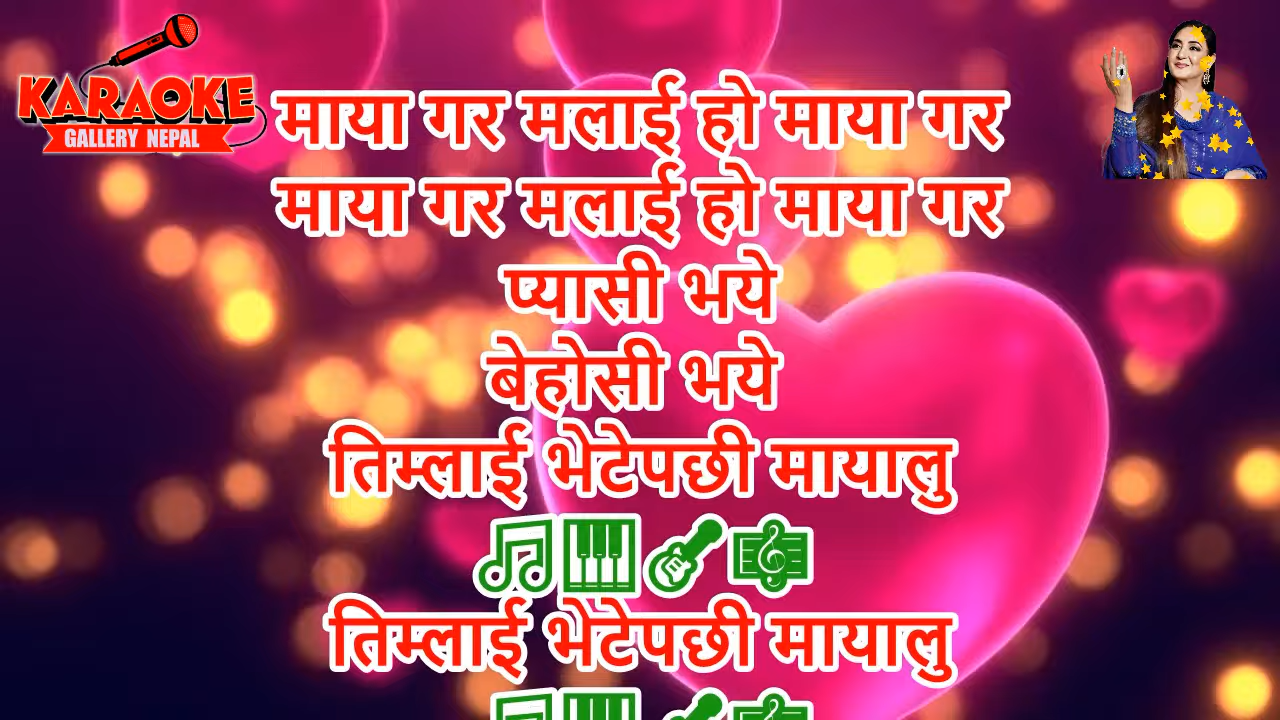 KARAOKE
GALLERY NEPAL
माया गर मलाई हो माया गर
माया गर मलाई हो माया गर
प्यासी भये
बेहोसी भये
तिम्लाई भेटेपछी मायालु
तिम्लाई भेटेपछी मायालु